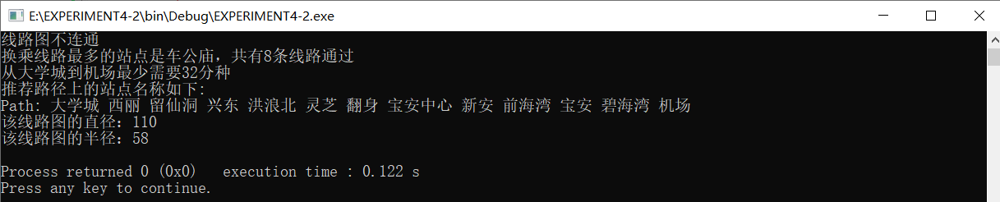 E:\EXPERIMENT4-2\bin\Debug\EXPERIMENT4-2.exe
线路图不连通
换乘线路最多的站点是车公庙，共有8条线路通过
从大学城到机场最少需要32分种
推荐路径上的站点名称如下:
Path: 大学城 西丽 留仙洞 兴东 洪浪北 灵芝 翻身 宝安中心 新安 前海湾 宝安 碧海湾 机场
该线路图的直径：110
该线路图的半径：58
Process returned 0 (0x0)   execution time : 0.122 s
Press any key to continue.